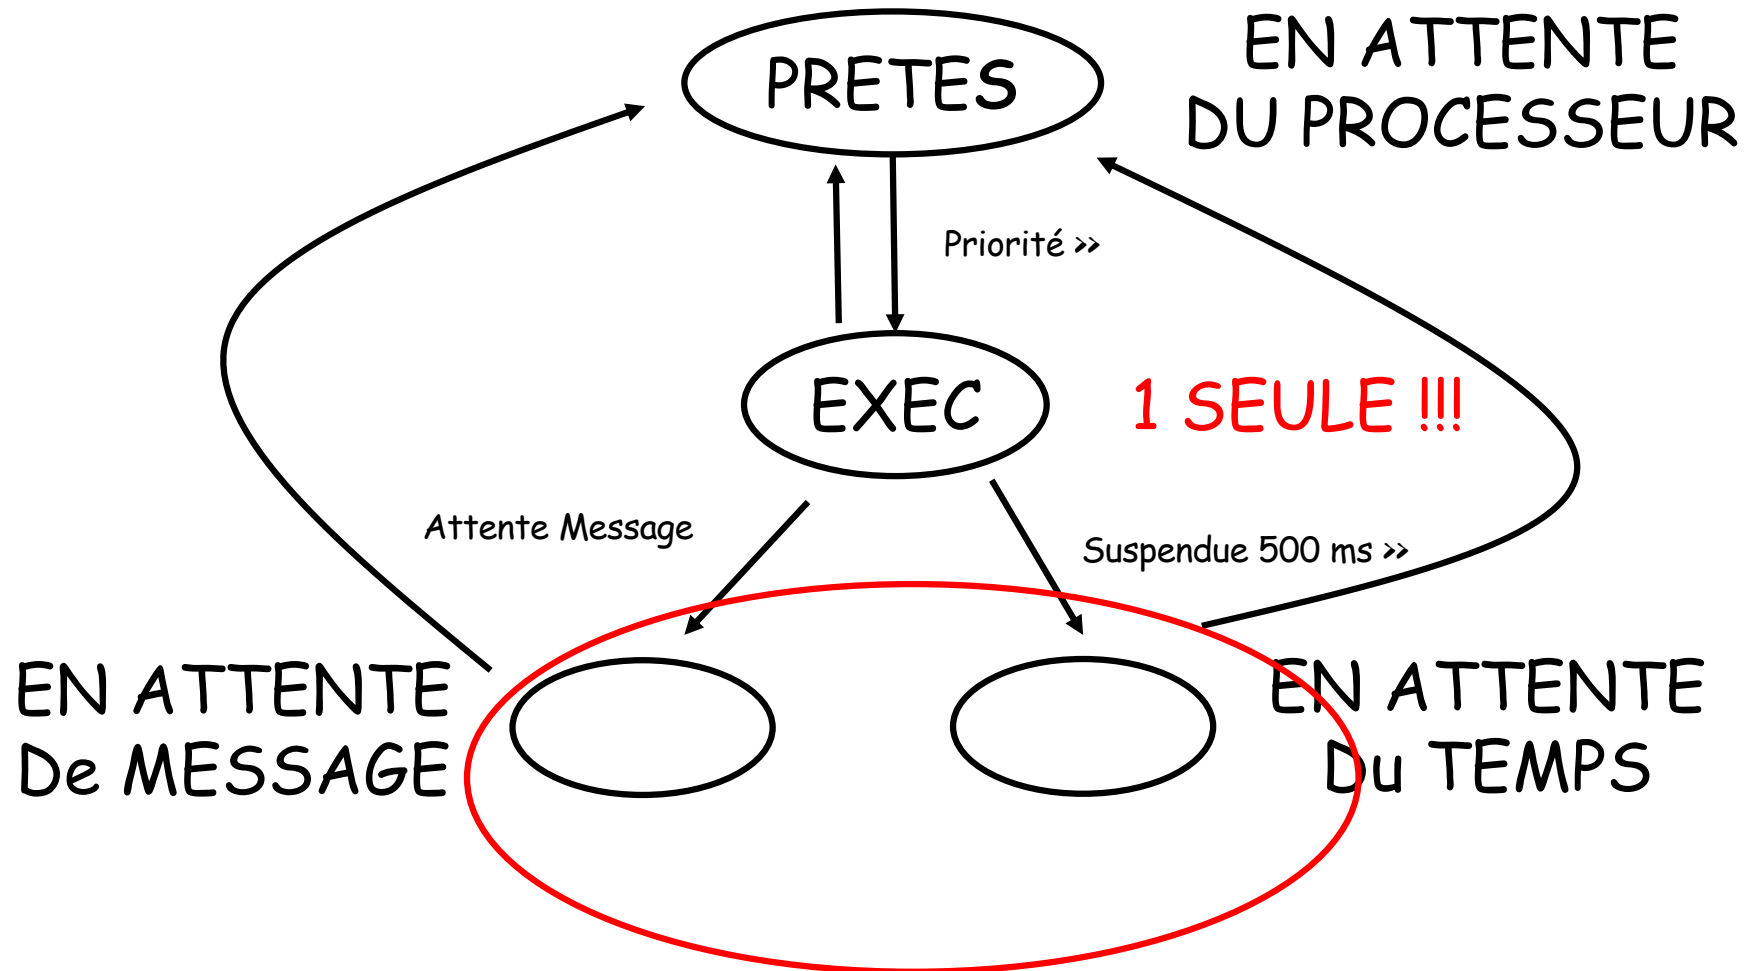 PRETES
EN ATTENTE
DU PROCESSEUR
Priorité >>
EXEC
1 SEULE !!!
Attente Message
Suspendue 500 ms >>
EN ATTENTE
De MESSAGE
EN ATTENTE
Du TEMPS